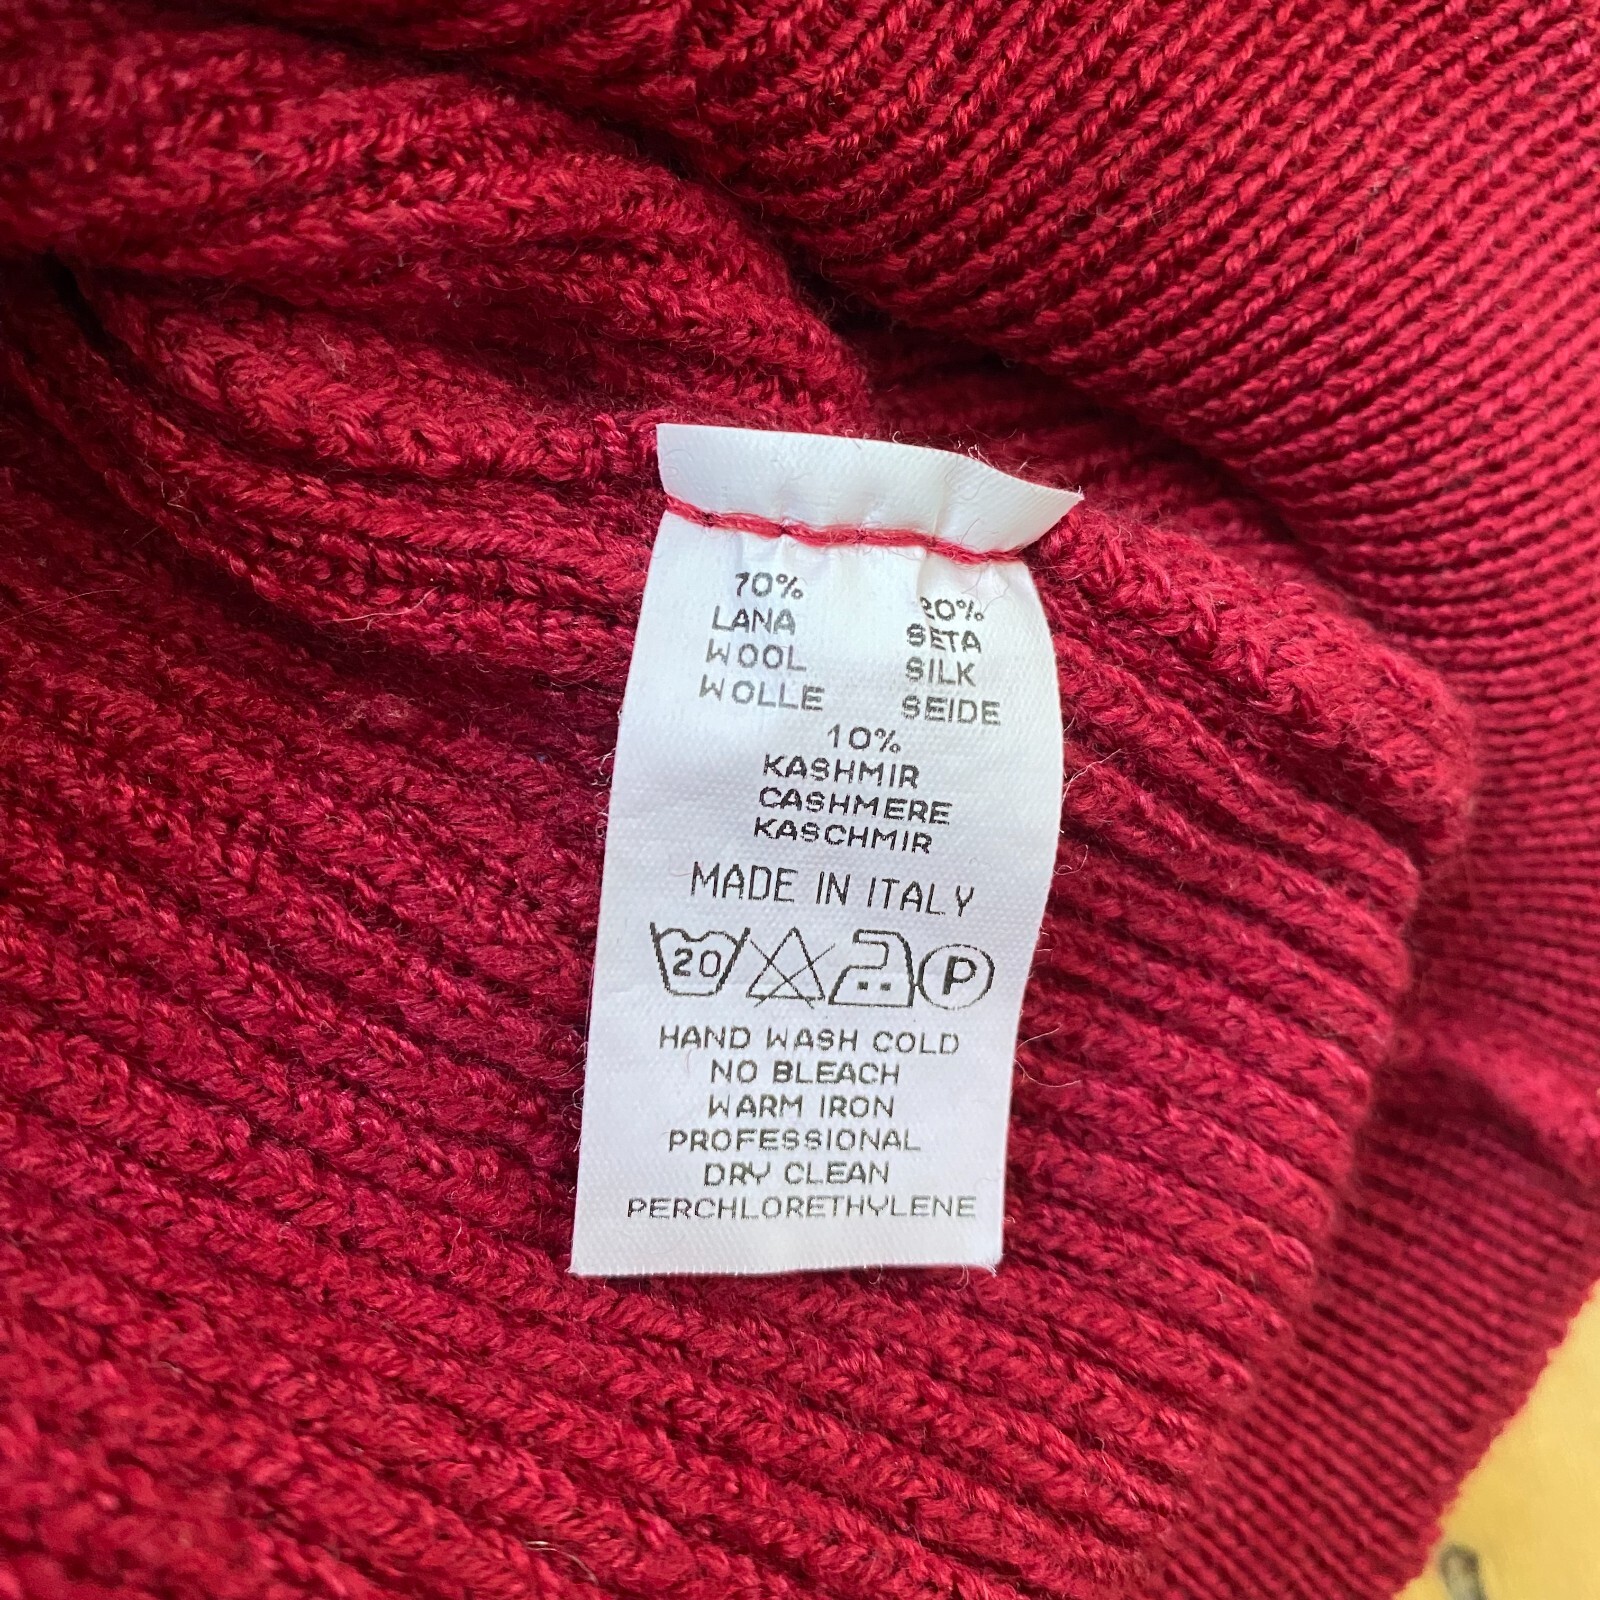 70%
LANA
WOOL
WOLLE
20%
SETA
SILK
SEIDE
10%
KASHMIR
CASHMERE
KASCHMIR
MADE IN ITALY
20 P
HAND WASH COLD
NO BLEACH
WARM IRON
PROFESSIONAL
DRY CLEAN
PERCHLORETHYLENE